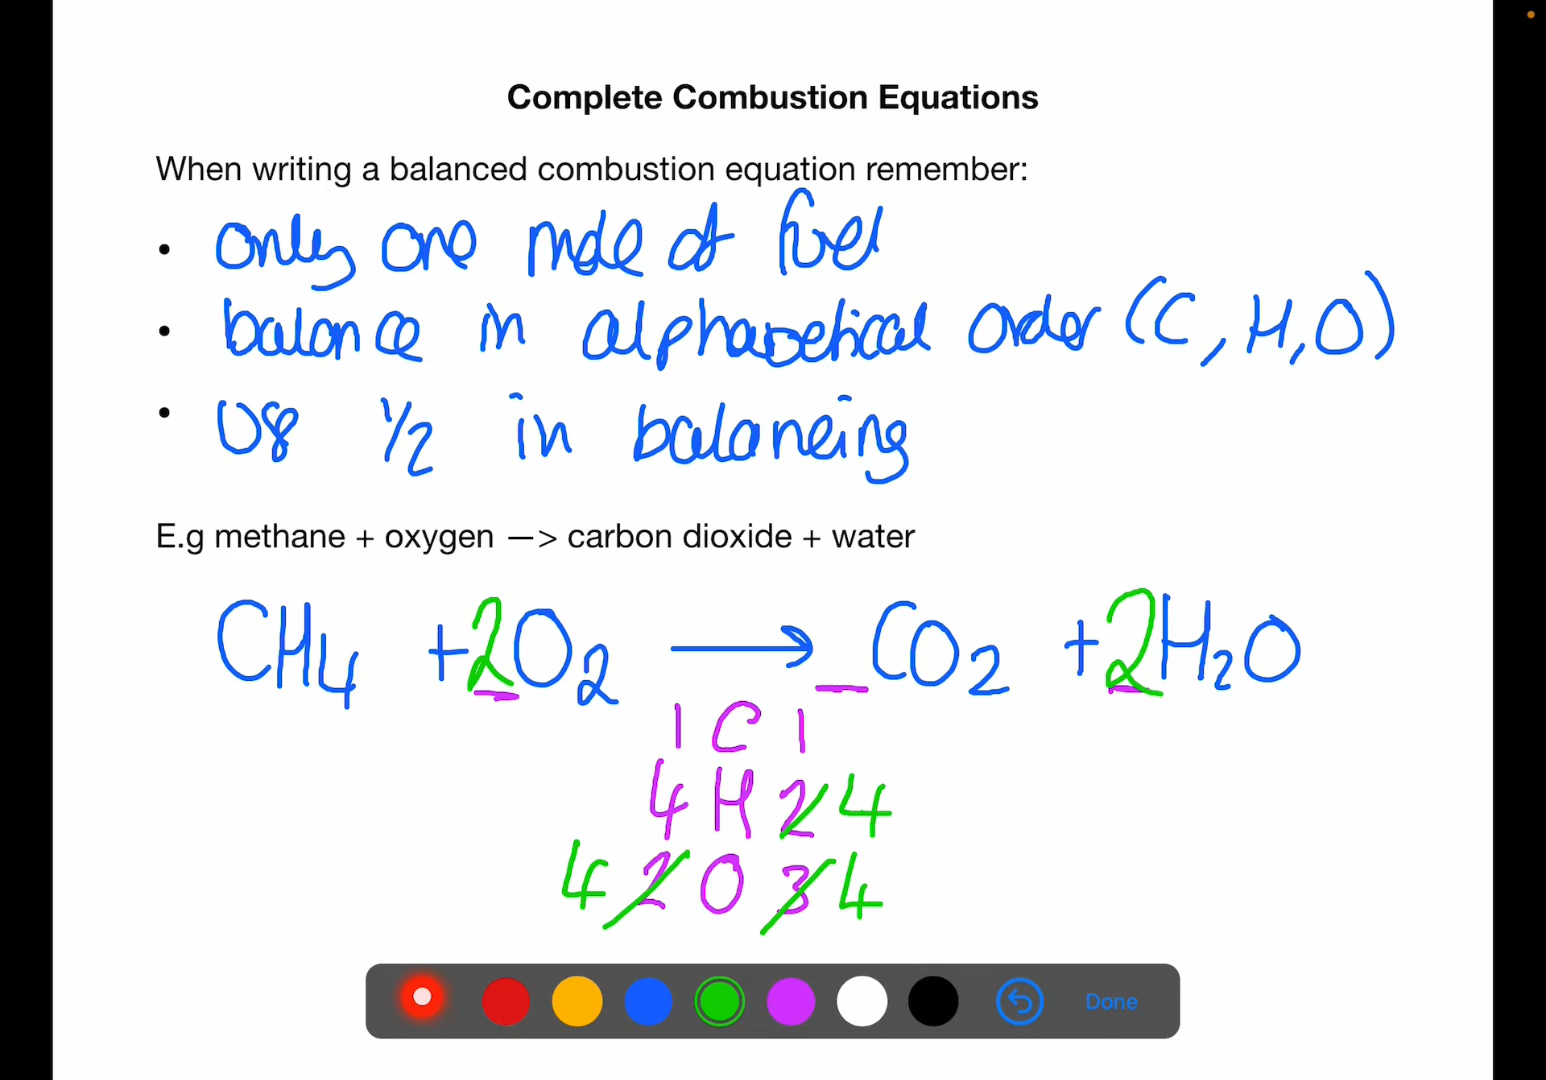 Complete Combustion Equations
When writing a balanced combustion equation remember:
• only one mole of fuel
• balance in alphabetical order (C, H, O)
• use 1/2 in balancing
E.g methane + oxygen —> carbon dioxide + water
CH4 + 2O2 → _CO2 + 2H2O
1 C 1
4 H 2 4
4 2 O 3 4
Done